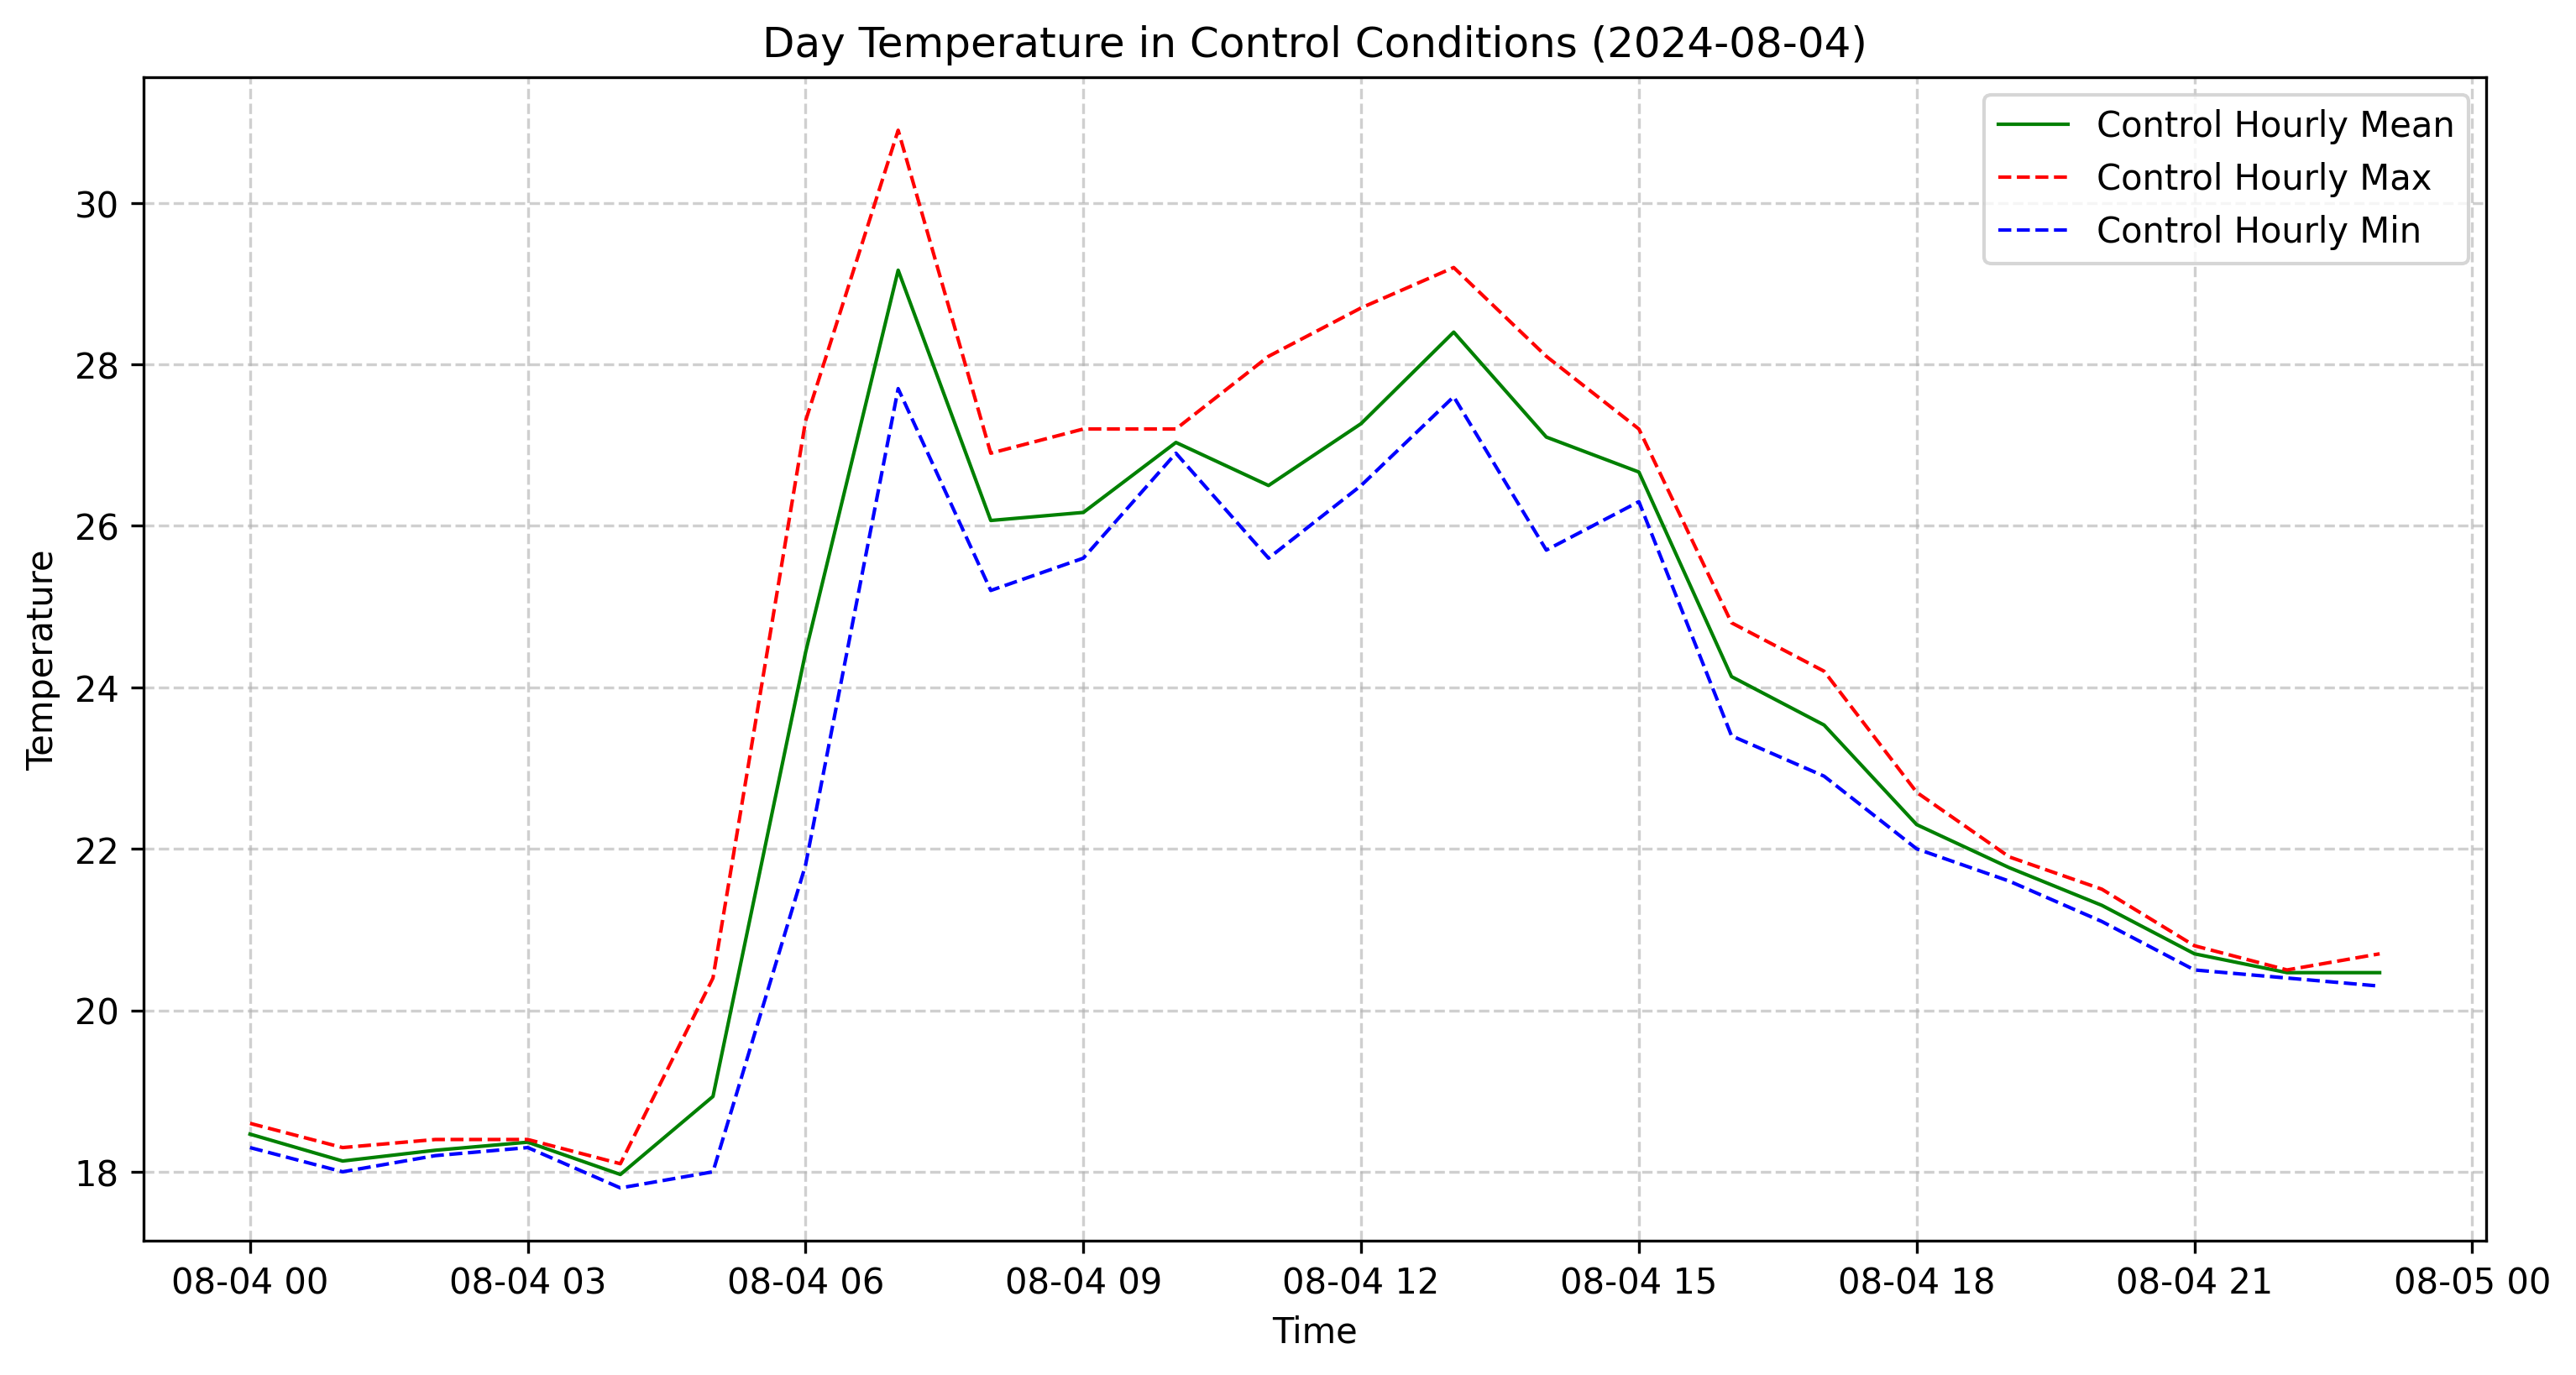 Day Temperature in Control Conditions (2024-08-04)
Control Hourly Mean
Control Hourly Max
Control Hourly Min
Temperature
30
28
26
24
22
20
18
08-04 00 08-04 03 08-04 06 08-04 09 08-04 12 08-04 15 08-04 18 08-04 21 08-05 00
Time